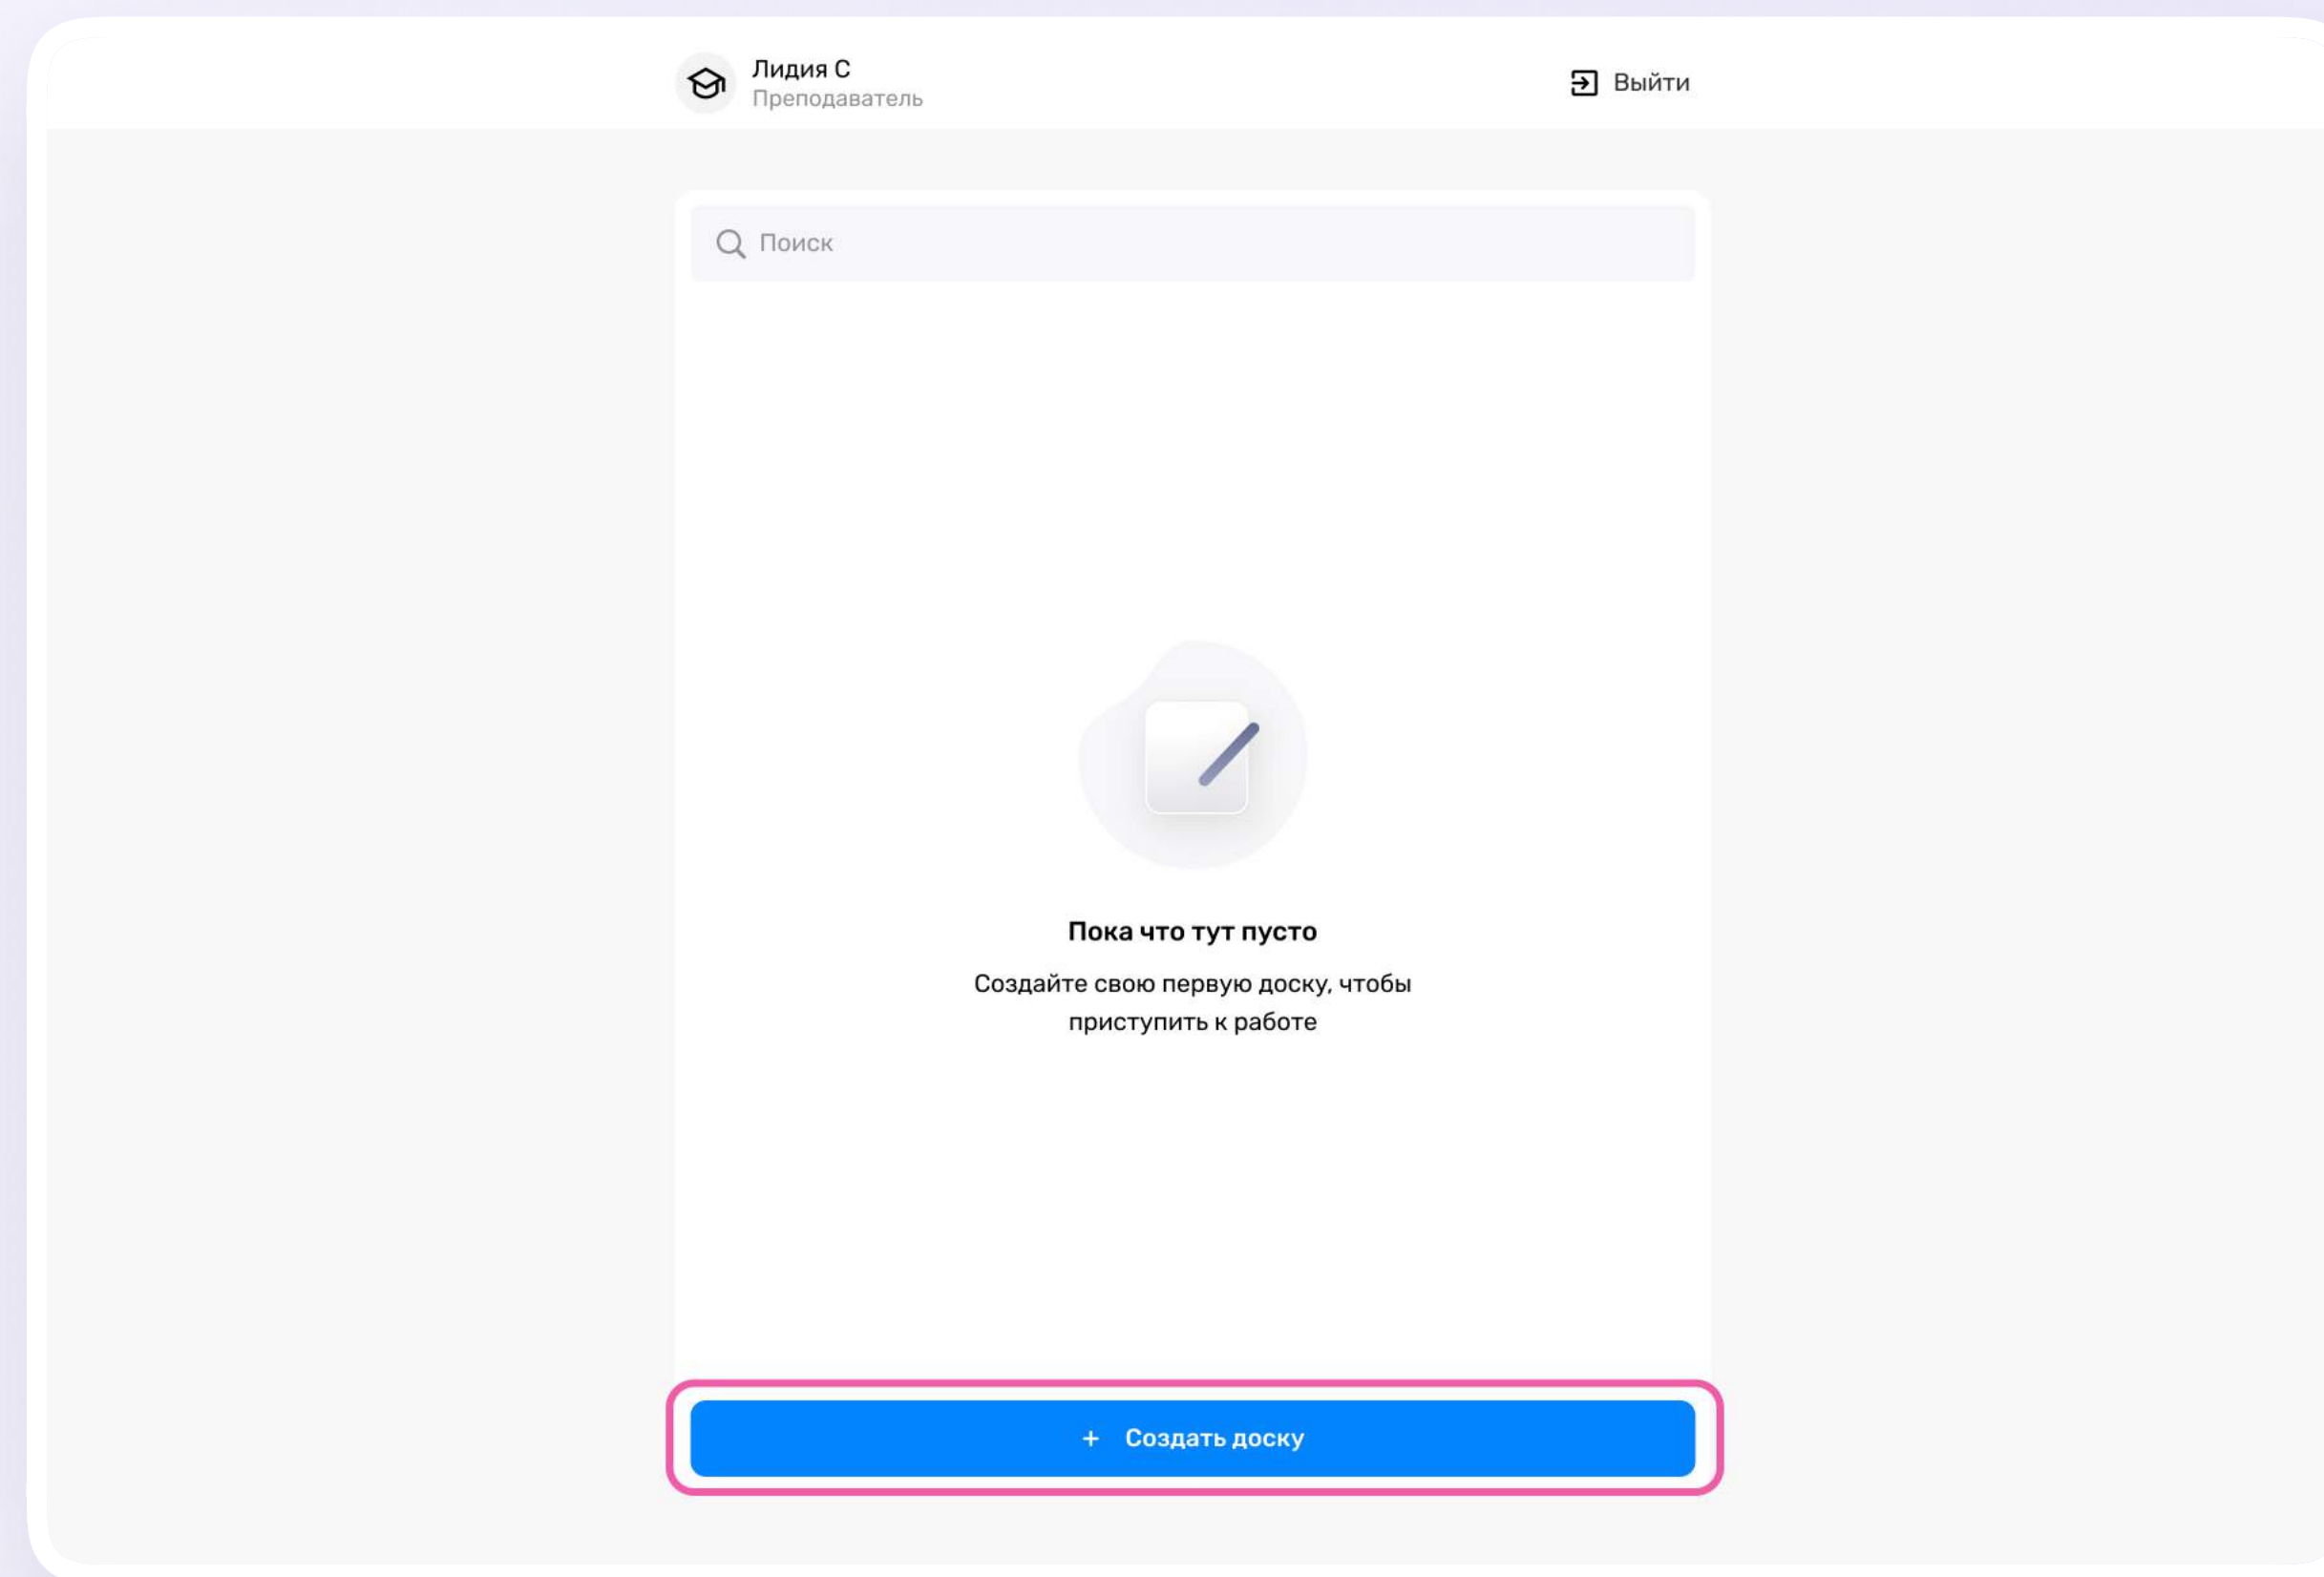 Лидия С
Преподаватель
Выйти
Поиск
Пока что тут пусто
Создайте свою первую доску, чтобы
приступить к работе
+ Создать доску